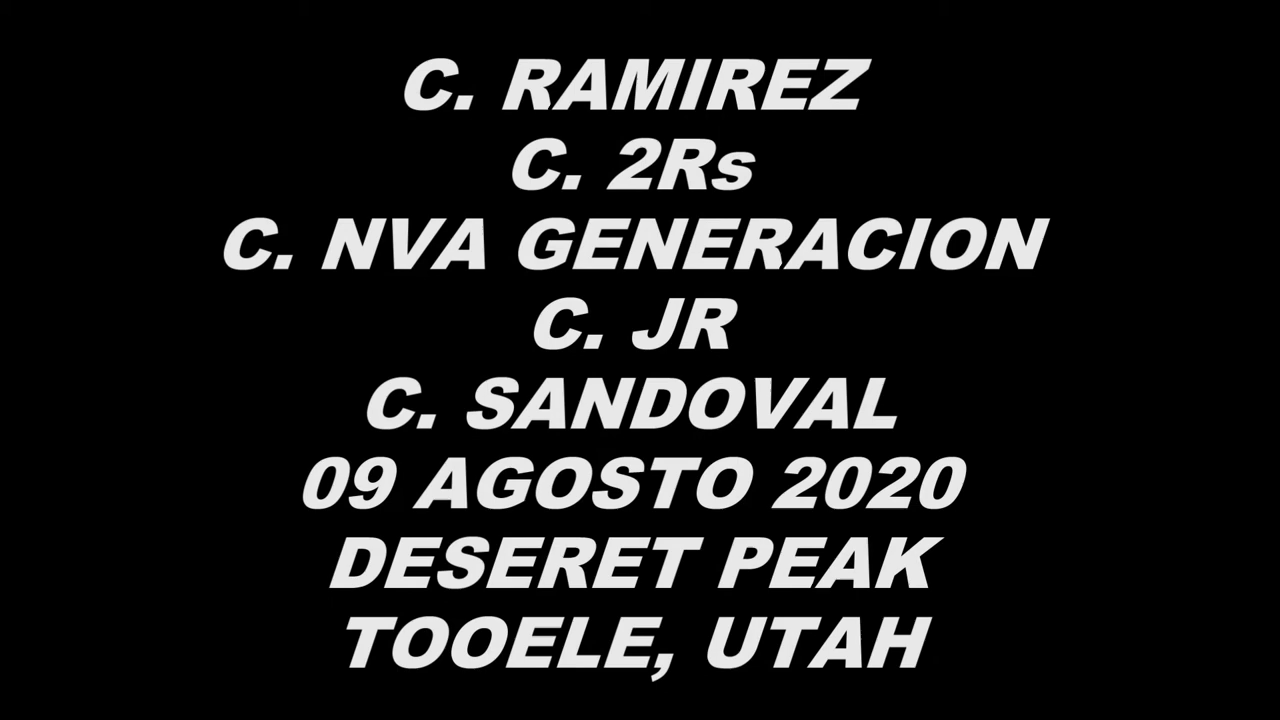 C. RAMIREZ
C. 2Rs
C. NVA GENERACION
C. JR
C. SANDOVAL
09 AGOSTO 2020
DESERET PEAK
TOOELE, UTAH